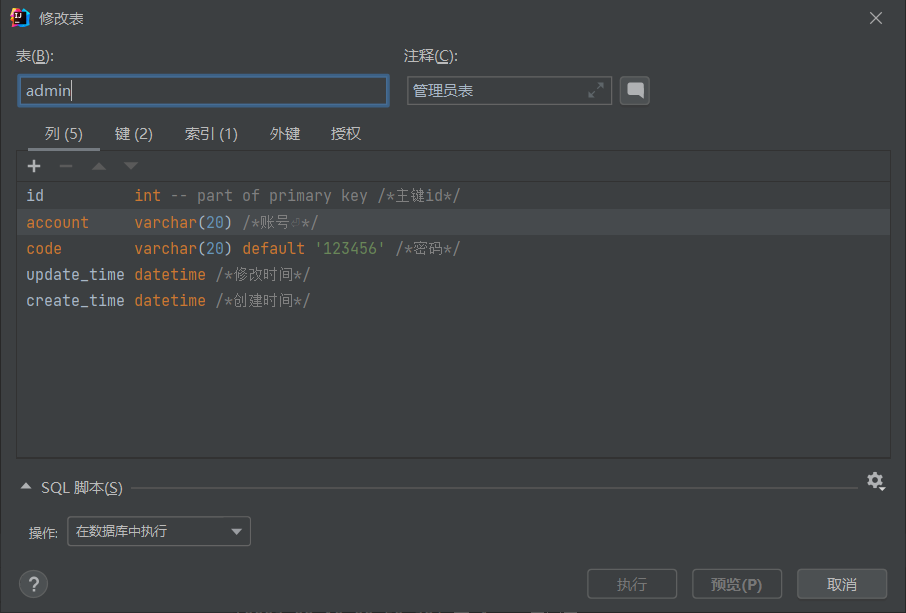 修改表
表(B): 注释(C):
admin 管理员表
列 (5) 键 (2) 索引 (1) 外键 授权
id int -- part of primary key /*主键id*/
account varchar(20) /*账号⏎*/
code varchar(20) default '123456' /*密码*/
update_time datetime /*修改时间*/
create_time datetime /*创建时间*/
SQL 脚本(S)
操作: 在数据库中执行
? 执行 预览(P) 取消